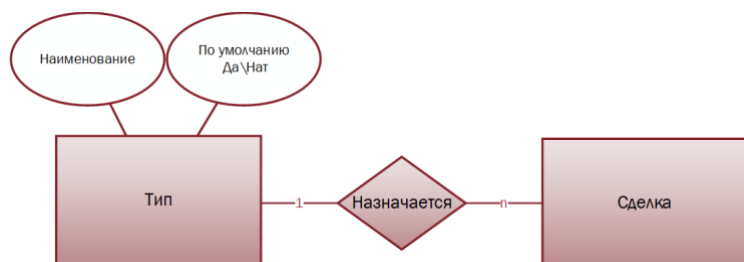 Наименование
По умолчанию
Да\Нат
Тип
1
Назначается
n
Сделка